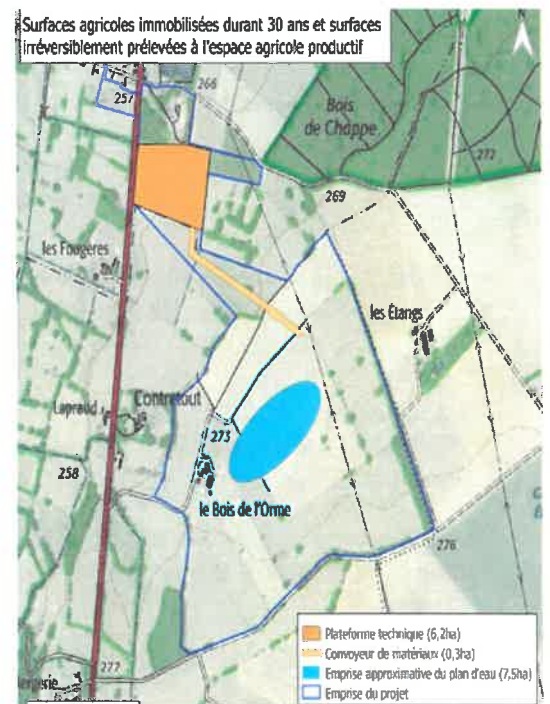 Surfaces agricoles immobilisées durant 30 ans et surfaces
irréversiblement prélevées à l'espace agricole productif
N
257
266
Bois
de Chappe
272
269
les Fougeres
les Étangs
Lapraud
Contretout
273
258
le Bois de l'Orme
276
277
Plateforme technique (6,2ha)
Convoyeur de matériaux (0,3ha)
Emprise approximative du plan d'eau (7,5ha)
Emprise du projet